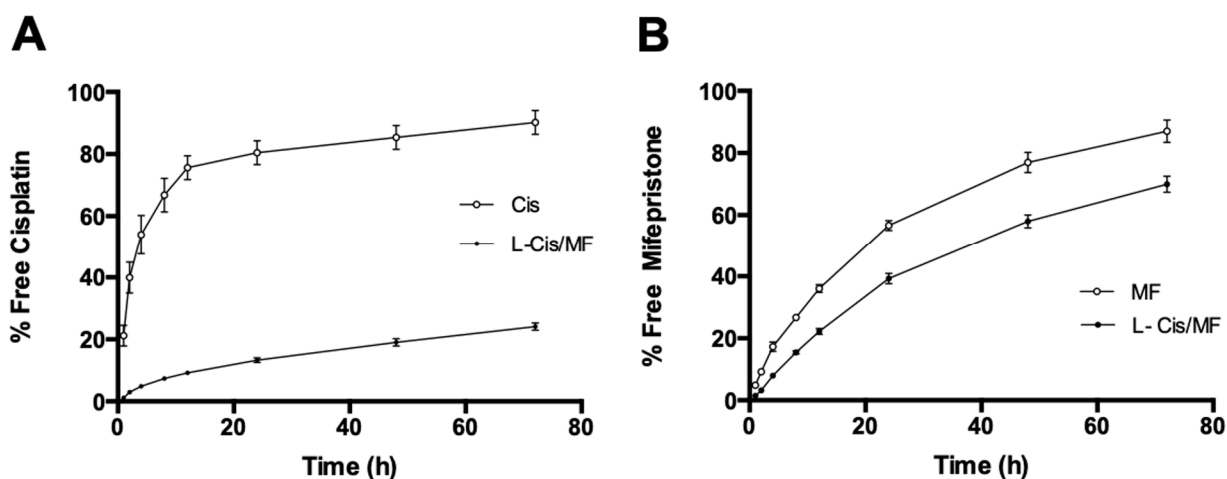 A
% Free Cisplatin
100
80
60
40
20
0
0 20 40 60 80
Time (h)
Cis
L-Cis/MF
B
% Free Mifepristone
100
80
60
40
20
0
0 20 40 60 80
Time (h)
MF
L- Cis/MF